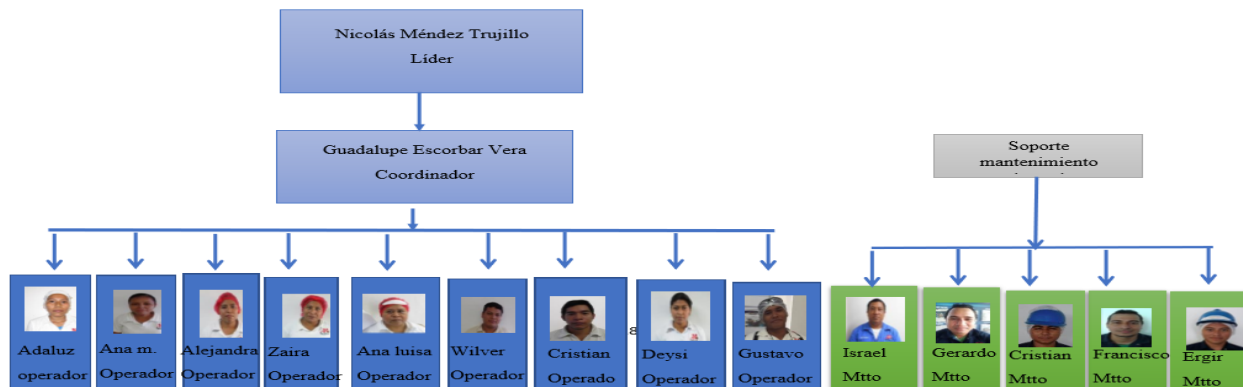 Nicolás Méndez Trujillo
Líder
Guadalupe Escorbar Vera
Coordinador
Soporte
mantenimiento
8
Adaluz
operador
Ana m.
Operador
Alejandra
Operador
Zaira
Operador
Ana luisa
Operador
Wilver
Operador
Cristian
Operado
Deysi
Operador
Gustavo
Operador
Israel
Mtto
Gerardo
Mtto
Cristian
Mtto
Francisco
Mtto
Ergir
Mtto